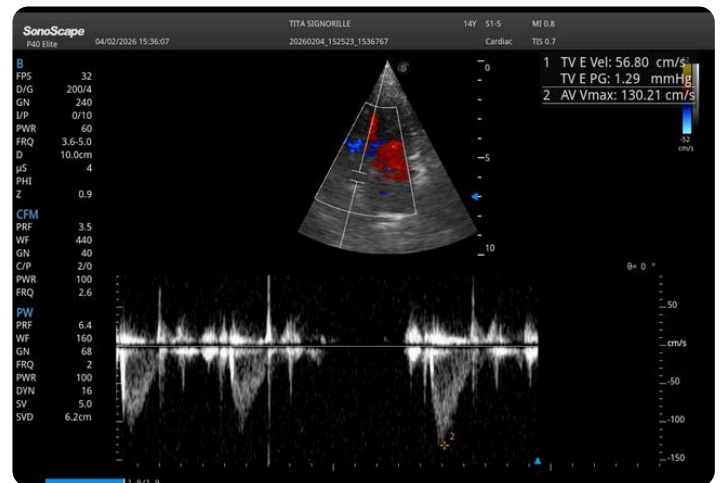 SonoScape
P40 Elite
04/02/2026 15:36:07
TITA SIGNORILLE
20260204_152523_1536767
14Y S1-5
Cardiac
MI 0.8
TIS 0.7
B
FPS 32
D/G 200/4
GN 240
I/P 0/10
PWR 60
FRQ 3.6-5.0
D 10.0cm
μS 4
PHI
Z 0.9
CFM
PRF 3.5
WF 440
GN 40
C/P 2/0
PWR 100
FRQ 2.6
PW
PRF 6.4
WF 160
GN 68
FRQ 2
PWR 100
DYN 16
SV 5.0
SVD 6.2cm
S
0
5
10
1 TV E Vel: 56.80 cm/s
TV E PG: 1.29 mmHg
2 AV Vmax: 130.21 cm/s
-52
cm/s
θ= 0 °
50
cm/s
-50
-100
-150
2